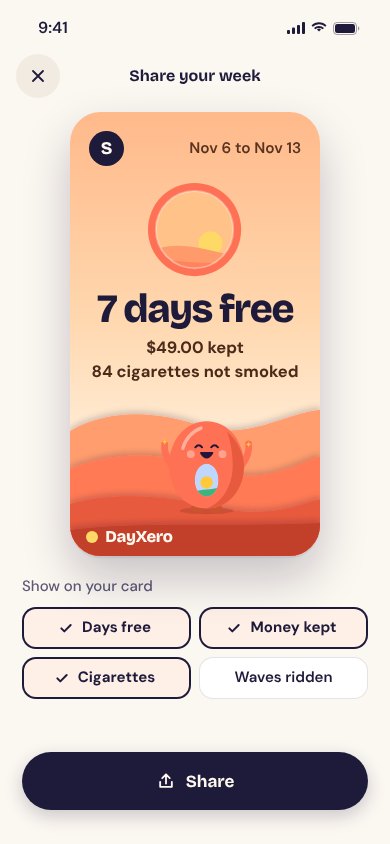 9:41
Share your week
S
Nov 6 to Nov 13
7 days free
$49.00 kept
84 cigarettes not smoked
DayXero
Show on your card
Days free
Money kept
Cigarettes
Waves ridden
Share